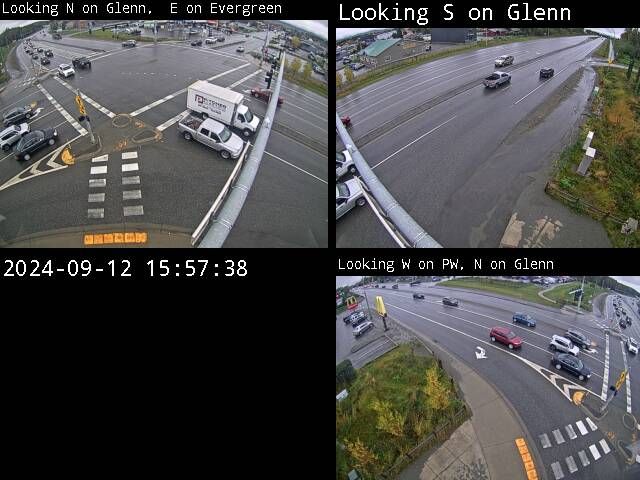 Looking N on Glenn,  E on Evergreen
Looking S on Glenn
2024-09-12 15:57:38
Looking W on PW, N on Glenn